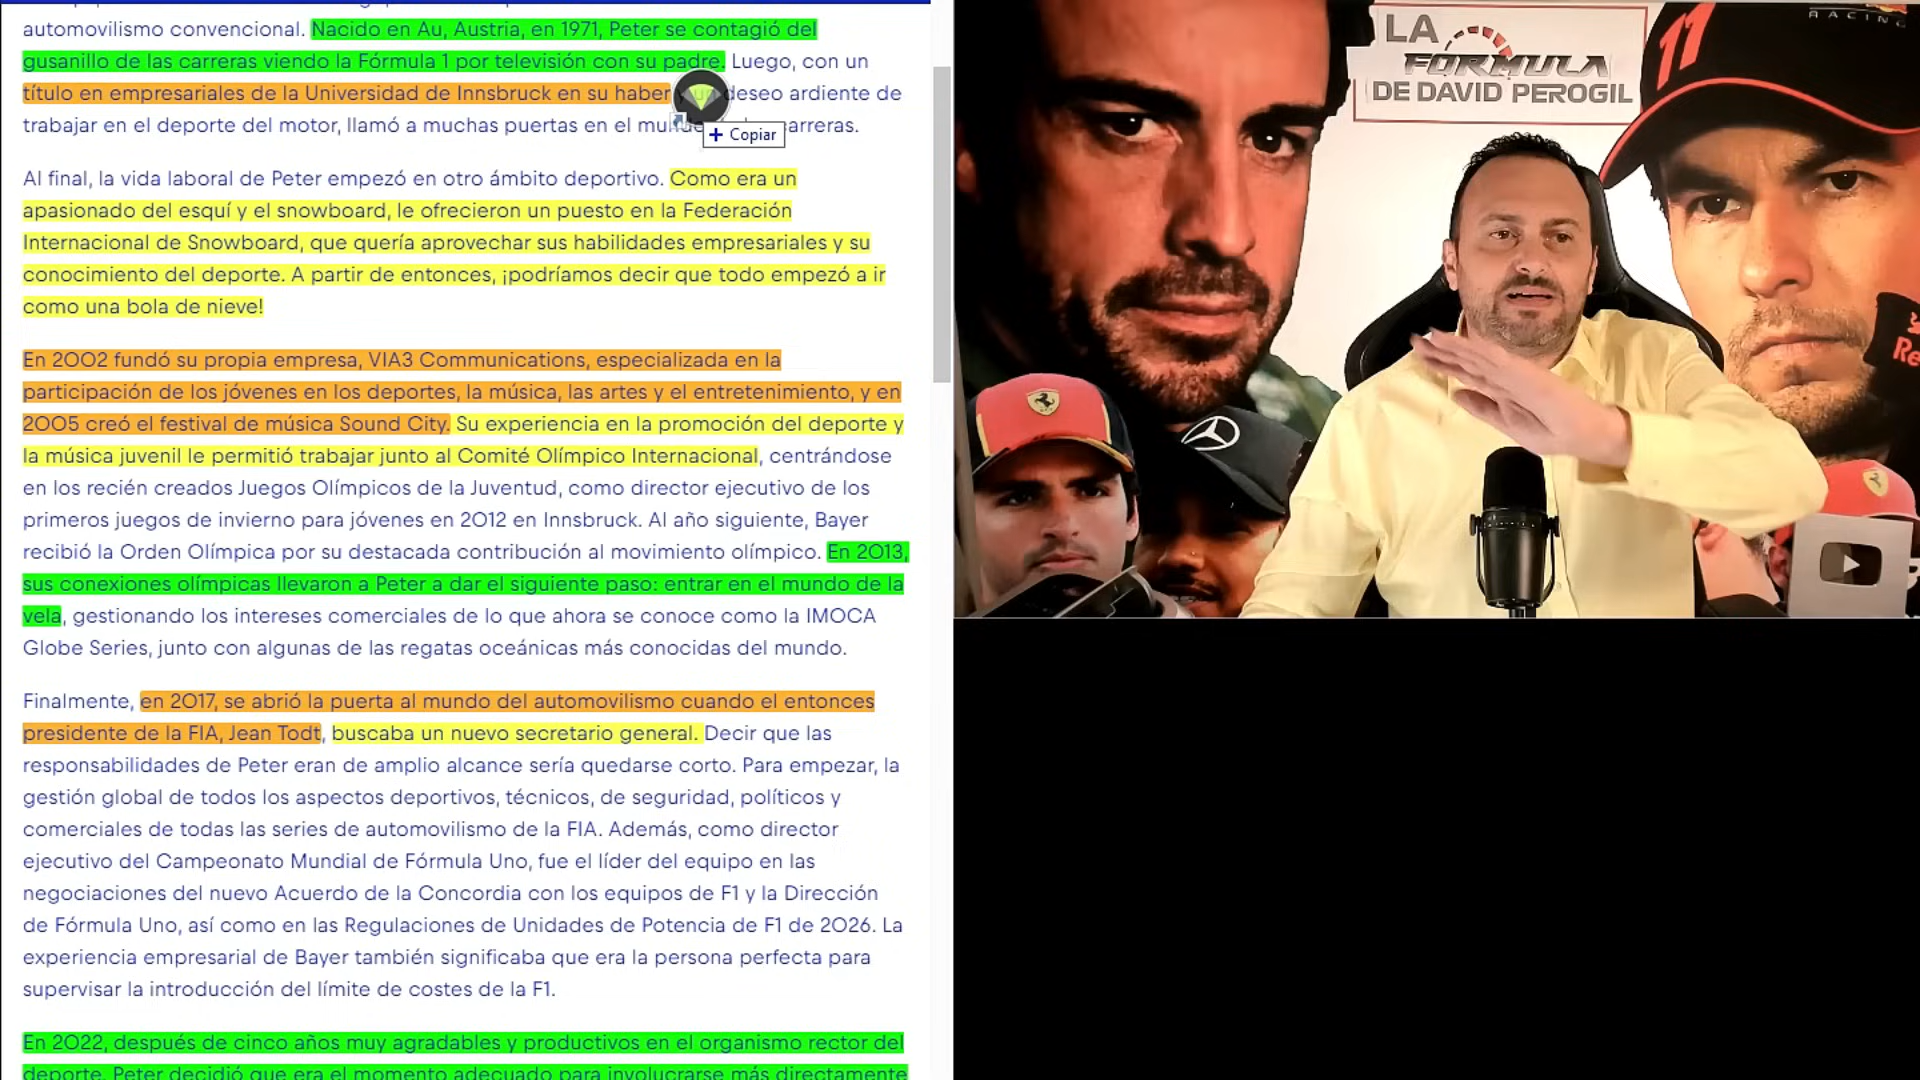 automovilismo convencional. Nacido en Au, Austria, en 1971, Peter se contagió del
gusanillo de las carreras viendo la Fórmula 1 por televisión con su padre. Luego, con un
título en empresariales de la Universidad de Innsbruck en su haber deseo ardiente de
trabajar en el deporte del motor, llamó a muchas puertas en el carreras.
+ Copiar
Al final, la vida laboral de Peter empezó en otro ámbito deportivo. Como era un
apasionado del esquí y el snowboard, le ofrecieron un puesto en la Federación
Internacional de Snowboard, que quería aprovechar sus habilidades empresariales y su
conocimiento del deporte. A partir de entonces, ¡podríamos decir que todo empezó a ir
como una bola de nieve!
En 2002 fundó su propia empresa, VIA3 Communications, especializada en la
participación de los jóvenes en los deportes, la música, las artes y el entretenimiento, y en
2005 creó el festival de música Sound City. Su experiencia en la promoción del deporte y
la música juvenil le permitió trabajar junto al Comité Olímpico Internacional, centrándose
en los recién creados Juegos Olímpicos de la Juventud, como director ejecutivo de los
primeros juegos de invierno para jóvenes en 2012 en Innsbruck. Al año siguiente, Bayer
recibió la Orden Olímpica por su destacada contribución al movimiento olímpico. En 2013,
sus conexiones olímpicas llevaron a Peter a dar el siguiente paso: entrar en el mundo de la
vela, gestionando los intereses comerciales de lo que ahora se conoce como la IMOCA
Globe Series, junto con algunas de las regatas oceánicas más conocidas del mundo.
Finalmente, en 2017, se abrió la puerta al mundo del automovilismo cuando el entonces
presidente de la FIA, Jean Todt, buscaba un nuevo secretario general. Decir que las
responsabilidades de Peter eran de amplio alcance sería quedarse corto. Para empezar, la
gestión global de todos los aspectos deportivos, técnicos, de seguridad, políticos y
comerciales de todas las series de automovilismo de la FIA. Además, como director
ejecutivo del Campeonato Mundial de Fórmula Uno, fue el líder del equipo en las
negociaciones del nuevo Acuerdo de la Concordia con los equipos de F1 y la Dirección
de Fórmula Uno, así como en las Regulaciones de Unidades de Potencia de F1 de 2026. La
experiencia empresarial de Bayer también significaba que era la persona perfecta para
supervisar la introducción del límite de costes de la F1.
En 2022, después de cinco años muy agradables y productivos en el organismo rector del
deporte, Peter decidió que era el momento adecuado para involucrarse más directamente
LA
FÓRMULA
DE DAVID PEROGIL
11
RACING
Re